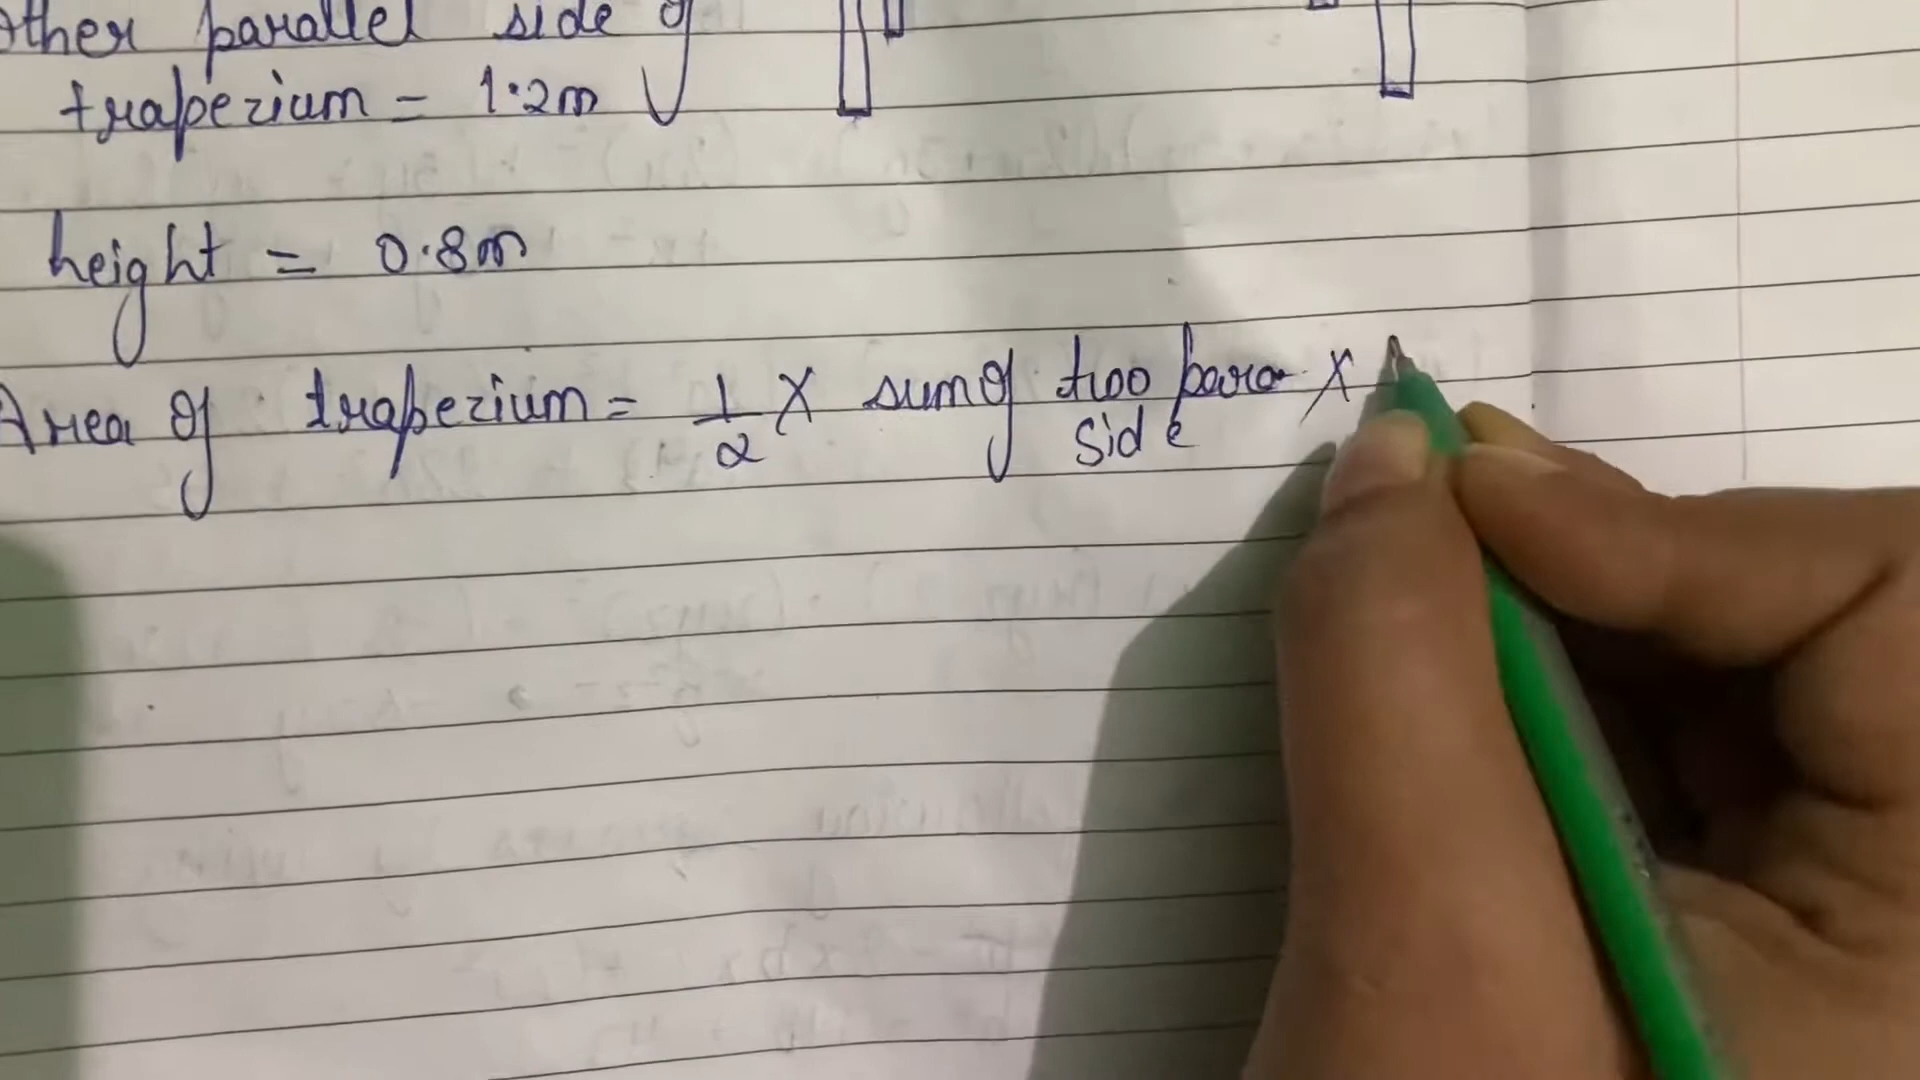 other parallel side of
trapezium = 1.2m
height = 0.8m
Area of trapezium = 1/2 X sum of two para X
side